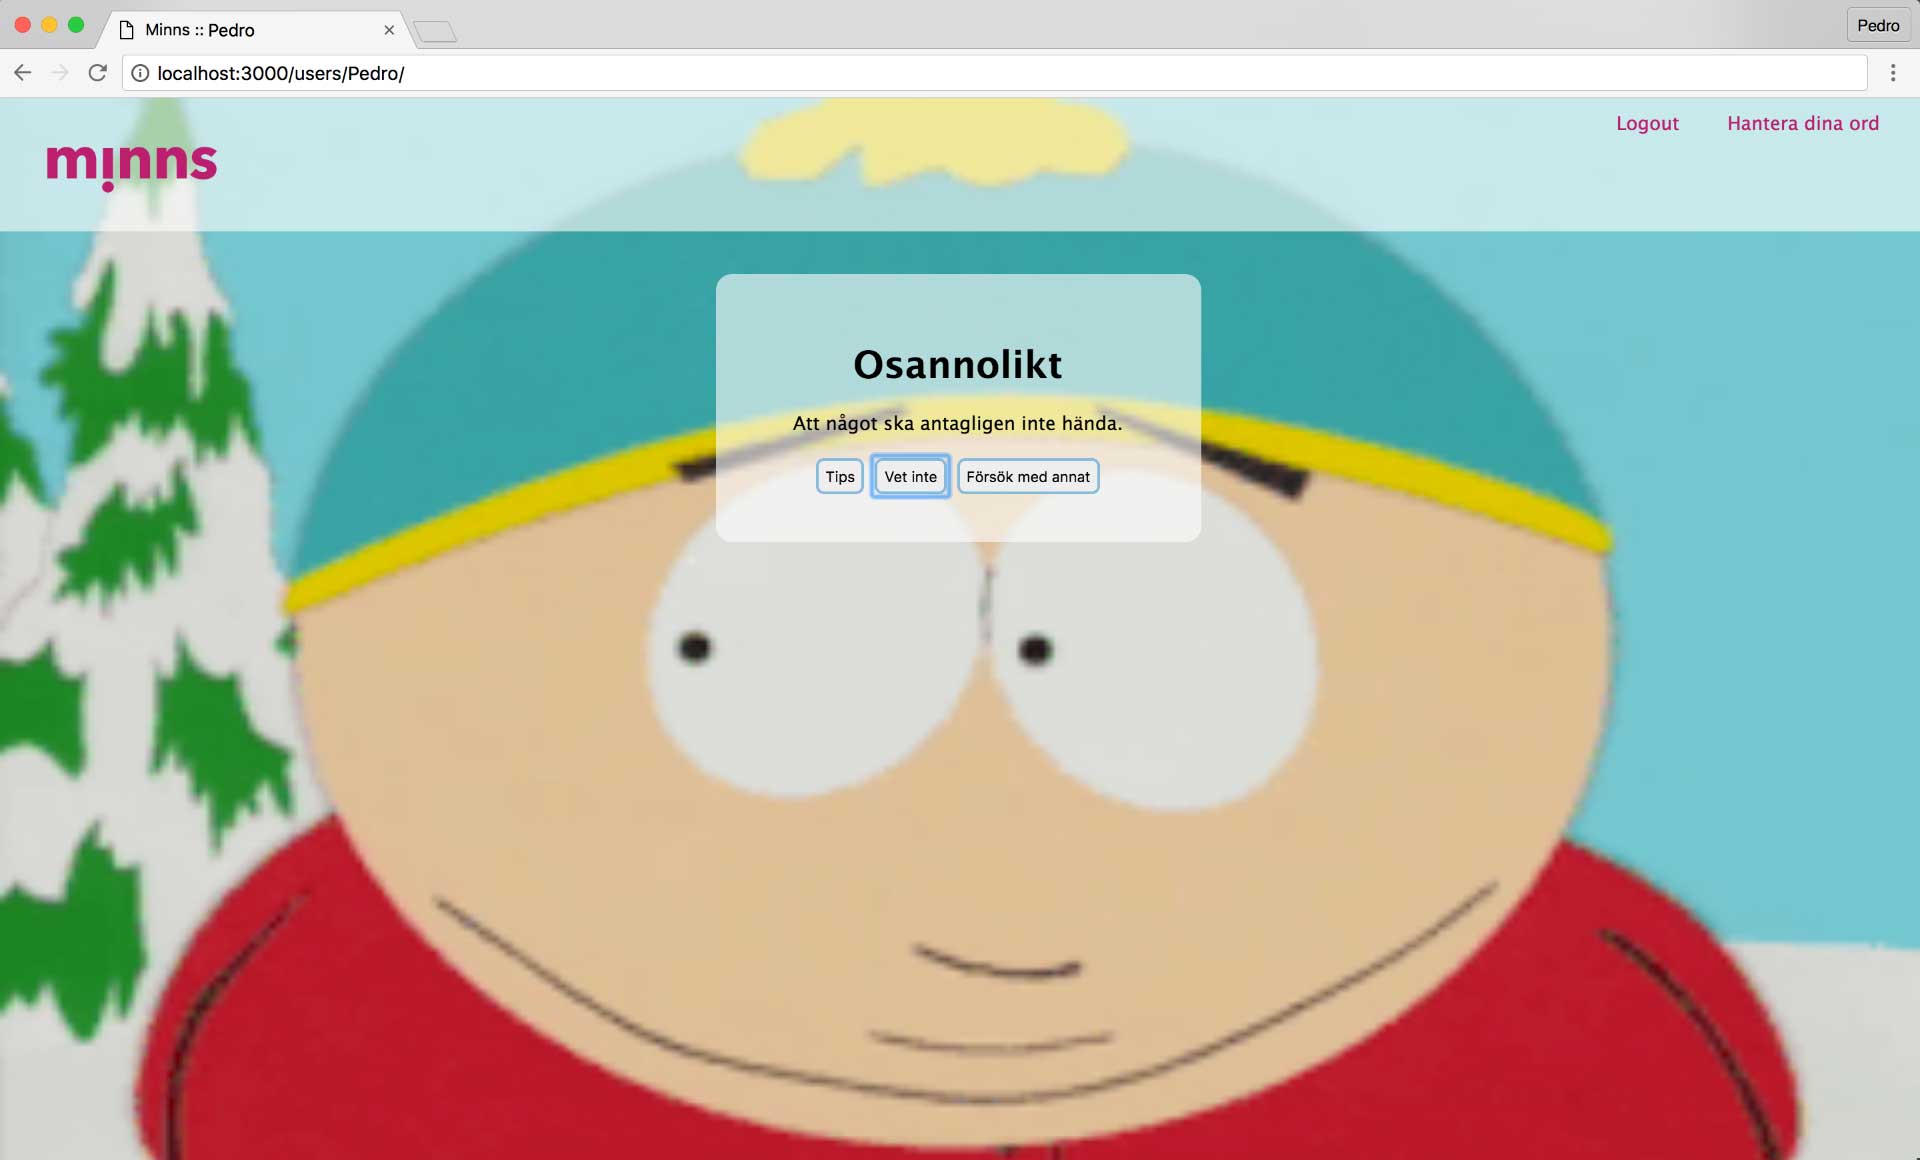 Minns :: Pedro
Pedro
localhost:3000/users/Pedro/
Logout Hantera dina ord
minns
Osannolikt
Att något ska antagligen inte hända.
Tips Vet inte Försök med annat